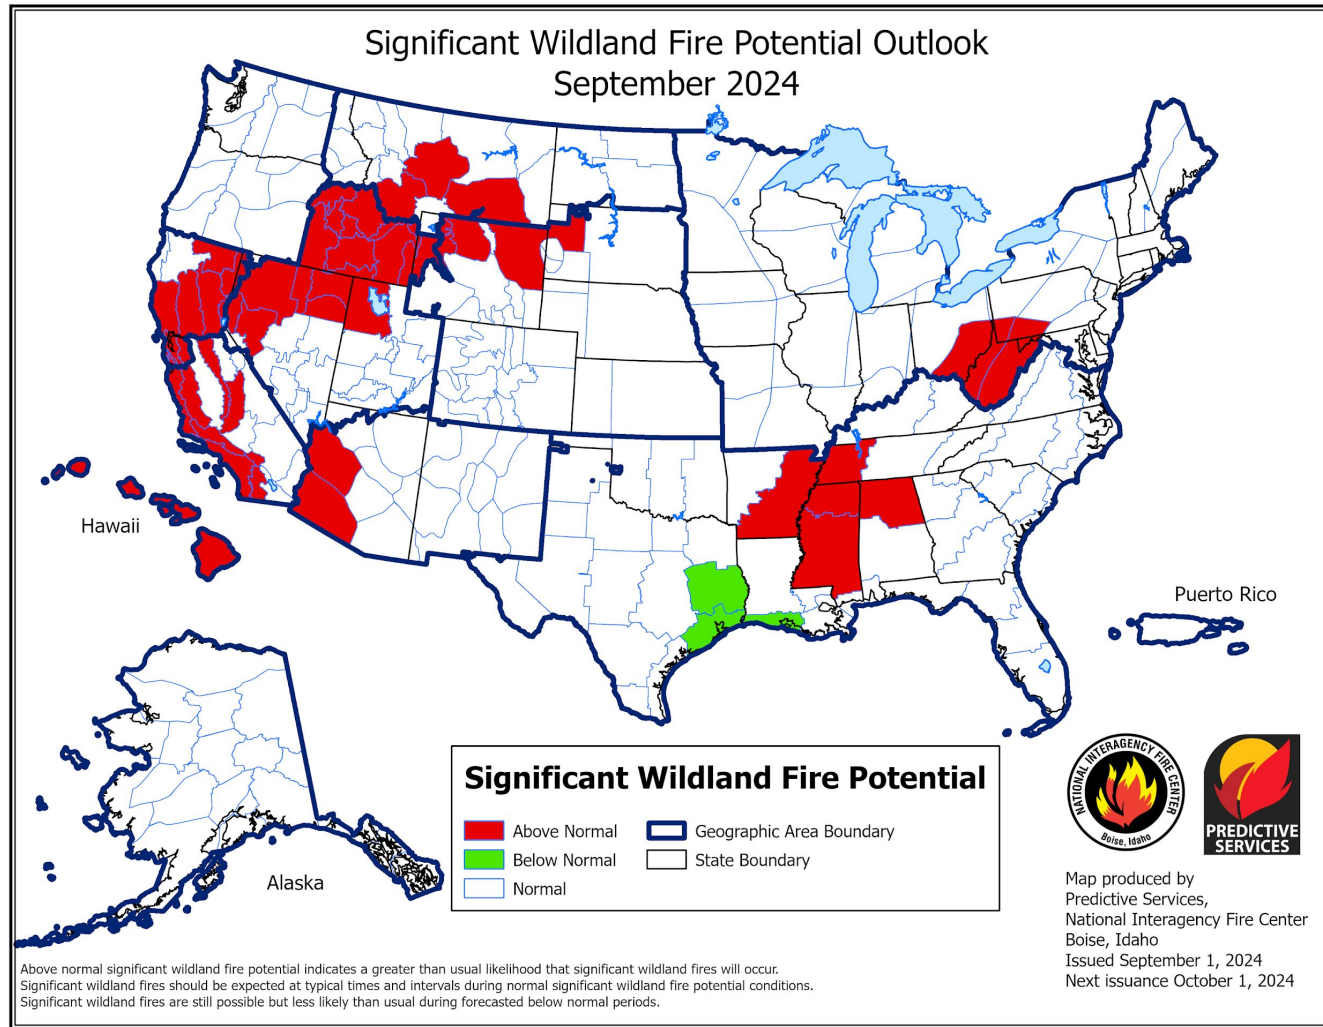 Significant Wildland Fire Potential Outlook
September 2024
Hawaii
Puerto Rico
Alaska
Significant Wildland Fire Potential
Above Normal
Geographic Area Boundary
Below Normal
State Boundary
Normal
NATIONAL INTERAGENCY FIRE CENTER
Boise, Idaho
PREDICTIVE
SERVICES
Map produced by
Predictive Services,
National Interagency Fire Center
Boise, Idaho
Issued September 1, 2024
Next issuance October 1, 2024
Above normal significant wildland fire potential indicates a greater than usual likelihood that significant wildland fires will occur.
Significant wildland fires should be expected at typical times and intervals during normal significant wildland fire potential conditions.
Significant wildland fires are still possible but less likely than usual during forecasted below normal periods.